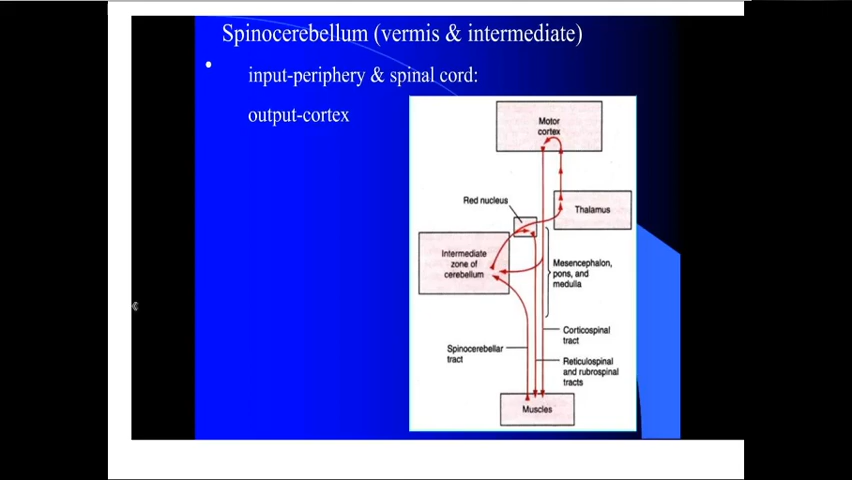 Spinocerebellum (vermis & intermediate)
• input-periphery & spinal cord:
output-cortex
Motor
cortex
Red nucleus
Thalamus
Intermediate
zone of
cerebellum
Mesencephalon,
pons, and
medulla
Corticospinal
tract
Spinocerebellar
tract
Reticulospinal
and rubrospinal
tracts
Muscles